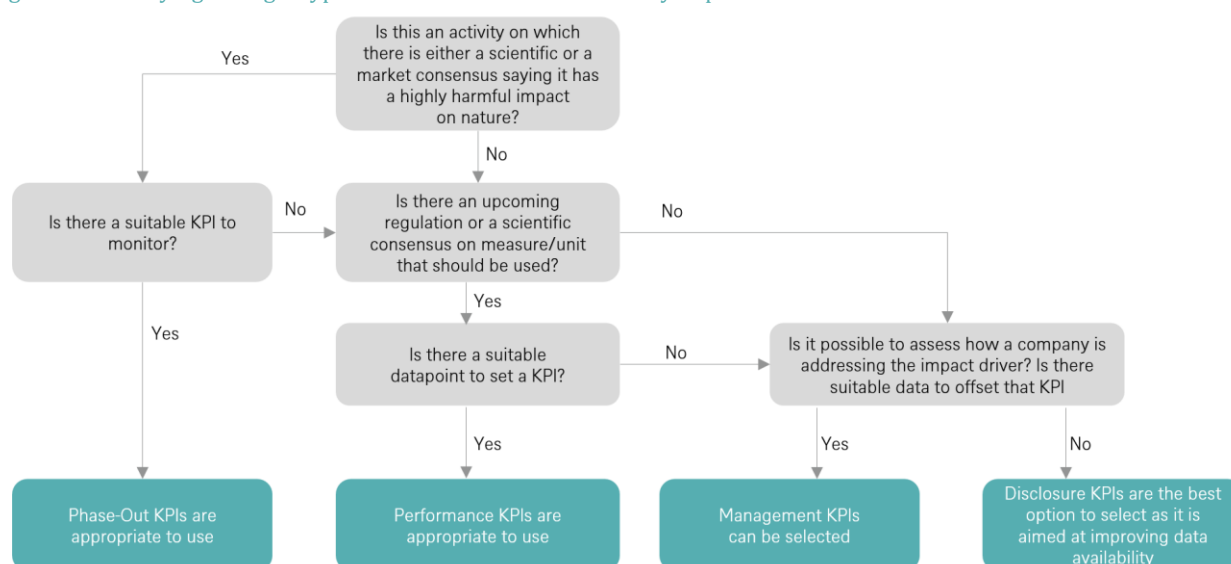 Is this an activity on which
there is either a scientific or a
market consensus saying it has
a highly harmful impact
on nature?
Yes
No
Is there a suitable KPI to
monitor?
No
Is there an upcoming
regulation or a scientific
consensus on measure/unit
that should be used?
No
Yes
Yes
Is there a suitable
datapoint to set a KPI?
No
Is it possible to assess how a company is
addressing the impact driver? Is there
suitable data to offset that KPI
Yes
Yes
No
Phase-Out KPIs are
appropriate to use
Performance KPIs are
appropriate to use
Management KPIs
can be selected
Disclosure KPIs are the best
option to select as it is
aimed at improving data
availability